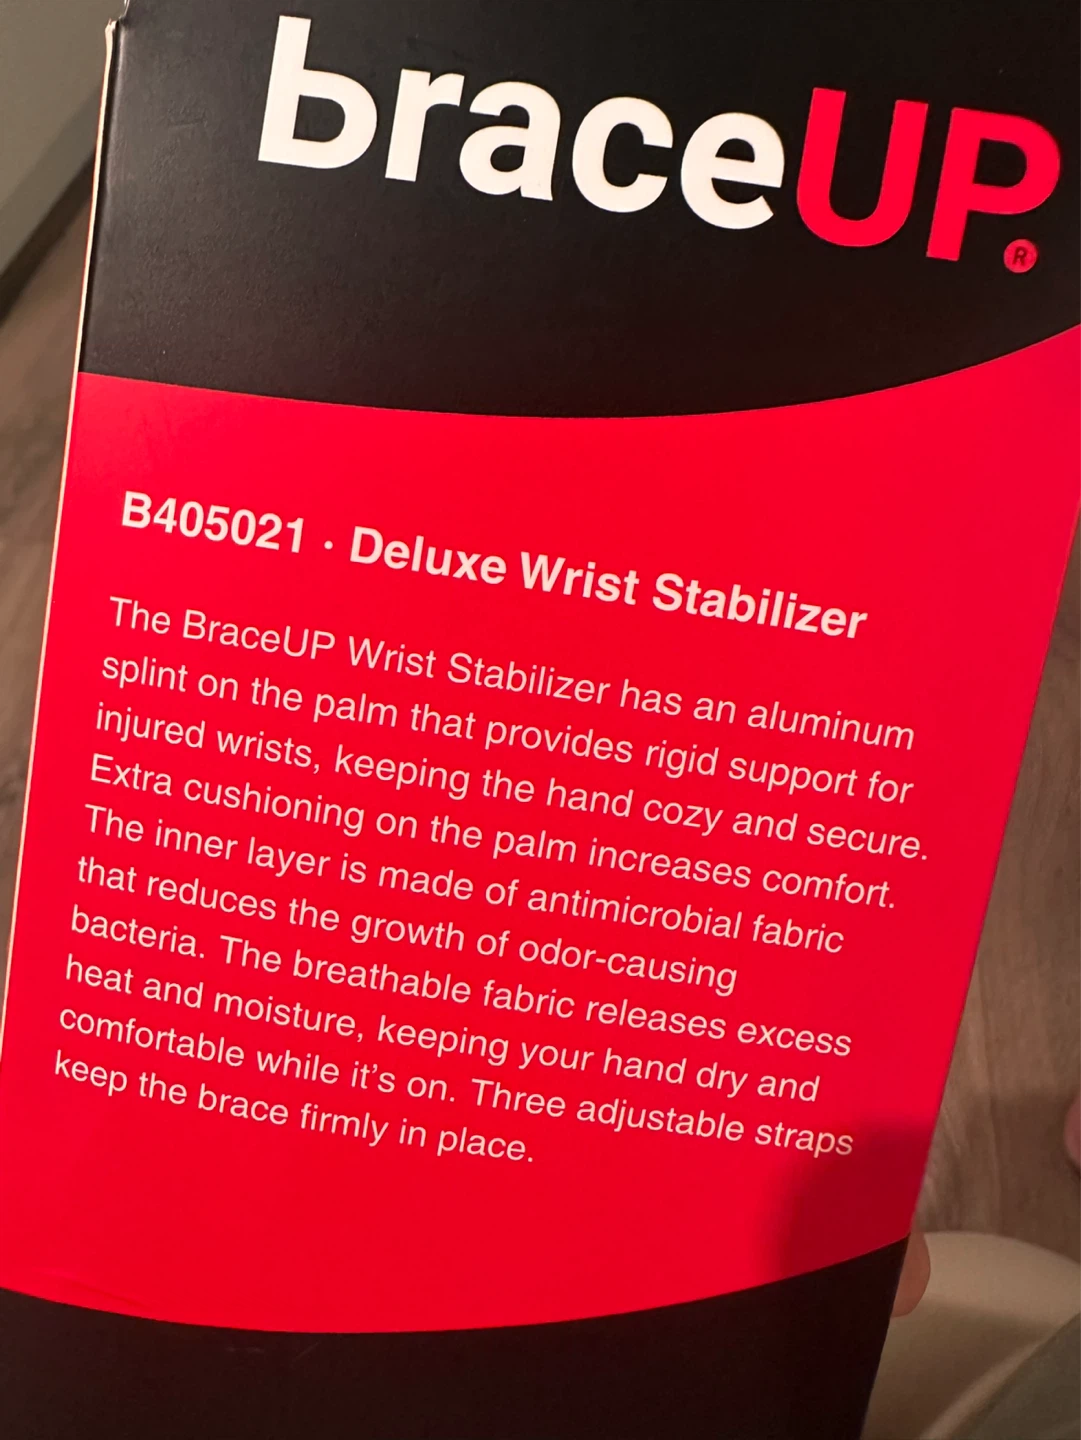 braceUP®
B405021 · Deluxe Wrist Stabilizer
The BraceUP Wrist Stabilizer has an aluminum
splint on the palm that provides rigid support for
injured wrists, keeping the hand cozy and secure.
Extra cushioning on the palm increases comfort.
The inner layer is made of antimicrobial fabric
that reduces the growth of odor-causing
bacteria. The breathable fabric releases excess
heat and moisture, keeping your hand dry and
comfortable while it’s on. Three adjustable straps
keep the brace firmly in place.